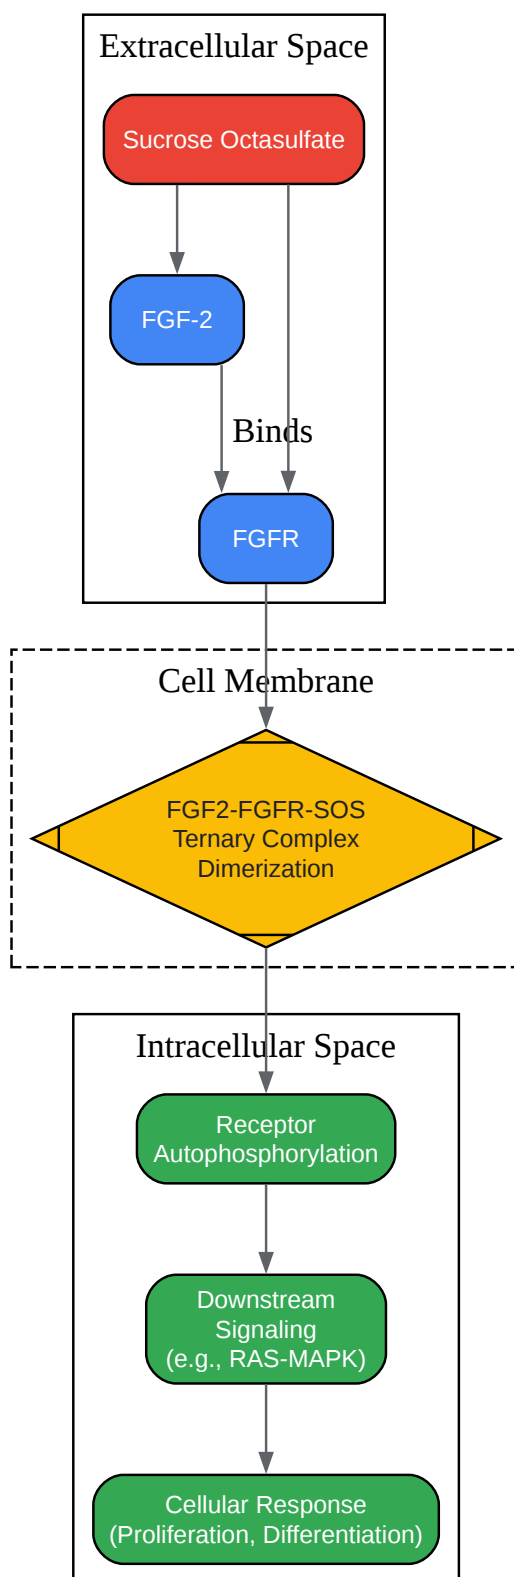 Extracellular Space
Sucrose Octasulfate
FGF-2
Binds
FGFR
Cell Membrane
FGF2-FGFR-SOS
Ternary Complex
Dimerization
Intracellular Space
Receptor
Autophosphorylation
Downstream
Signaling
(e.g., RAS-MAPK)
Cellular Response
(Proliferation, Differentiation)